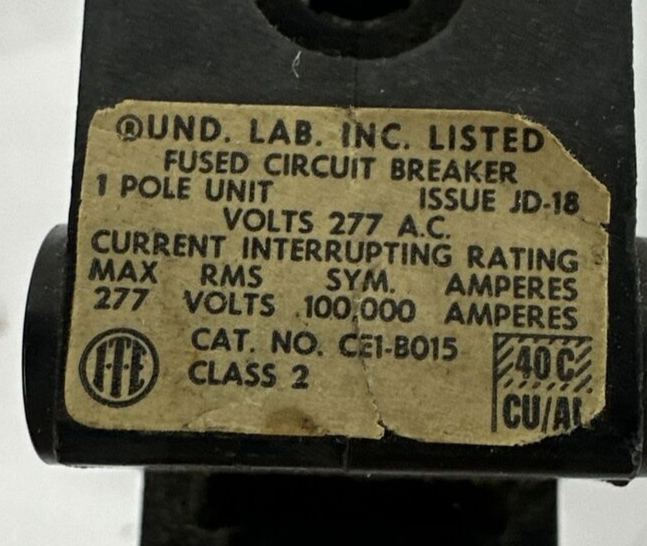 ®UND. LAB. INC. LISTED
FUSED CIRCUIT BREAKER
1 POLE UNIT ISSUE JD-18
VOLTS 277 A.C.
CURRENT INTERRUPTING RATING
MAX RMS SYM. AMPERES
277 VOLTS 100,000 AMPERES
CAT. NO. CE1-B015
CLASS 2
I-T-E
40 C
CU/AL